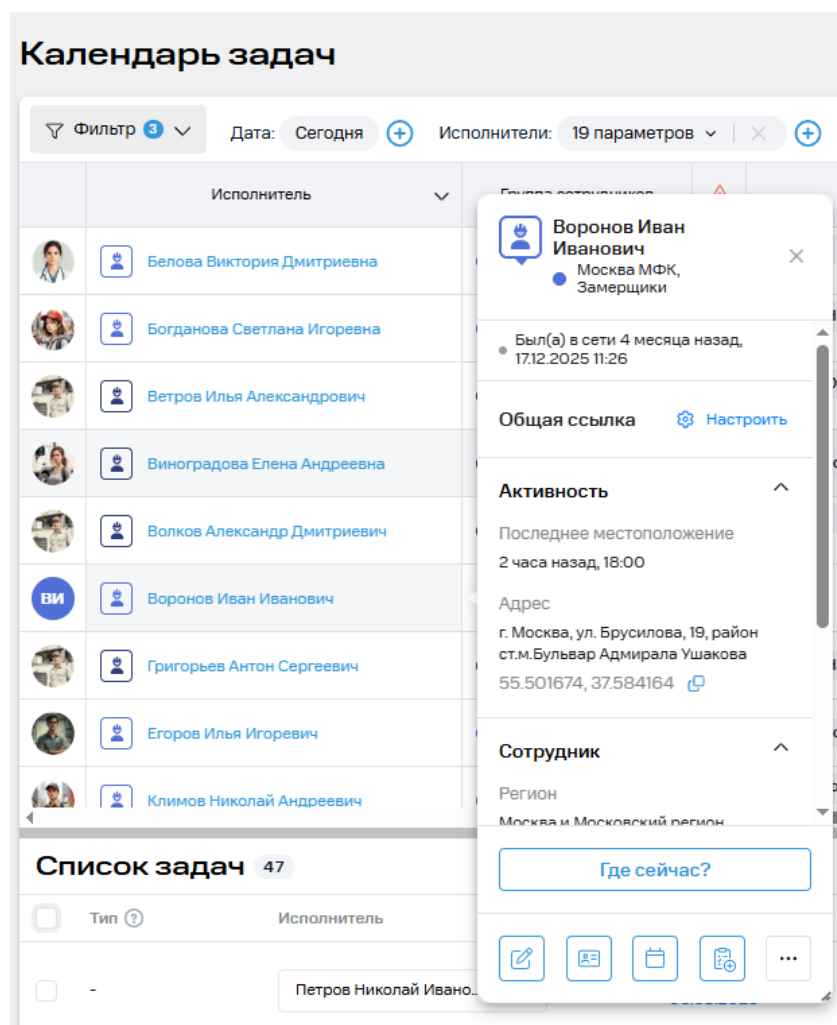 Календарь задач
Фильтр 3 Дата: Сегодня Исполнители: 19 параметров
Исполнитель
Группа сотрудников
Белова Виктория Дмитриевна
Богданова Светлана Игоревна
Ветров Илья Александрович
Виноградова Елена Андреевна
Волков Александр Дмитриевич
ВИ Воронов Иван Иванович
Григорьев Антон Сергеевич
Егоров Илья Игоревич
Климов Николай Андреевич
Воронов Иван
Иванович
Москва МФК,
Замерщики
Был(а) в сети 4 месяца назад,
17.12.2025 11:26
Общая ссылка Настроить
Активность
Последнее местоположение
2 часа назад, 18:00
Адрес
г. Москва, ул. Брусилова, 19, район
ст.м.Бульвар Адмирала Ушакова
55.501674, 37.584164
Сотрудник
Регион
Москва и Московский регион
Где сейчас?
Список задач 47
Тип ? Исполнитель
- Петров Николай Ивано...